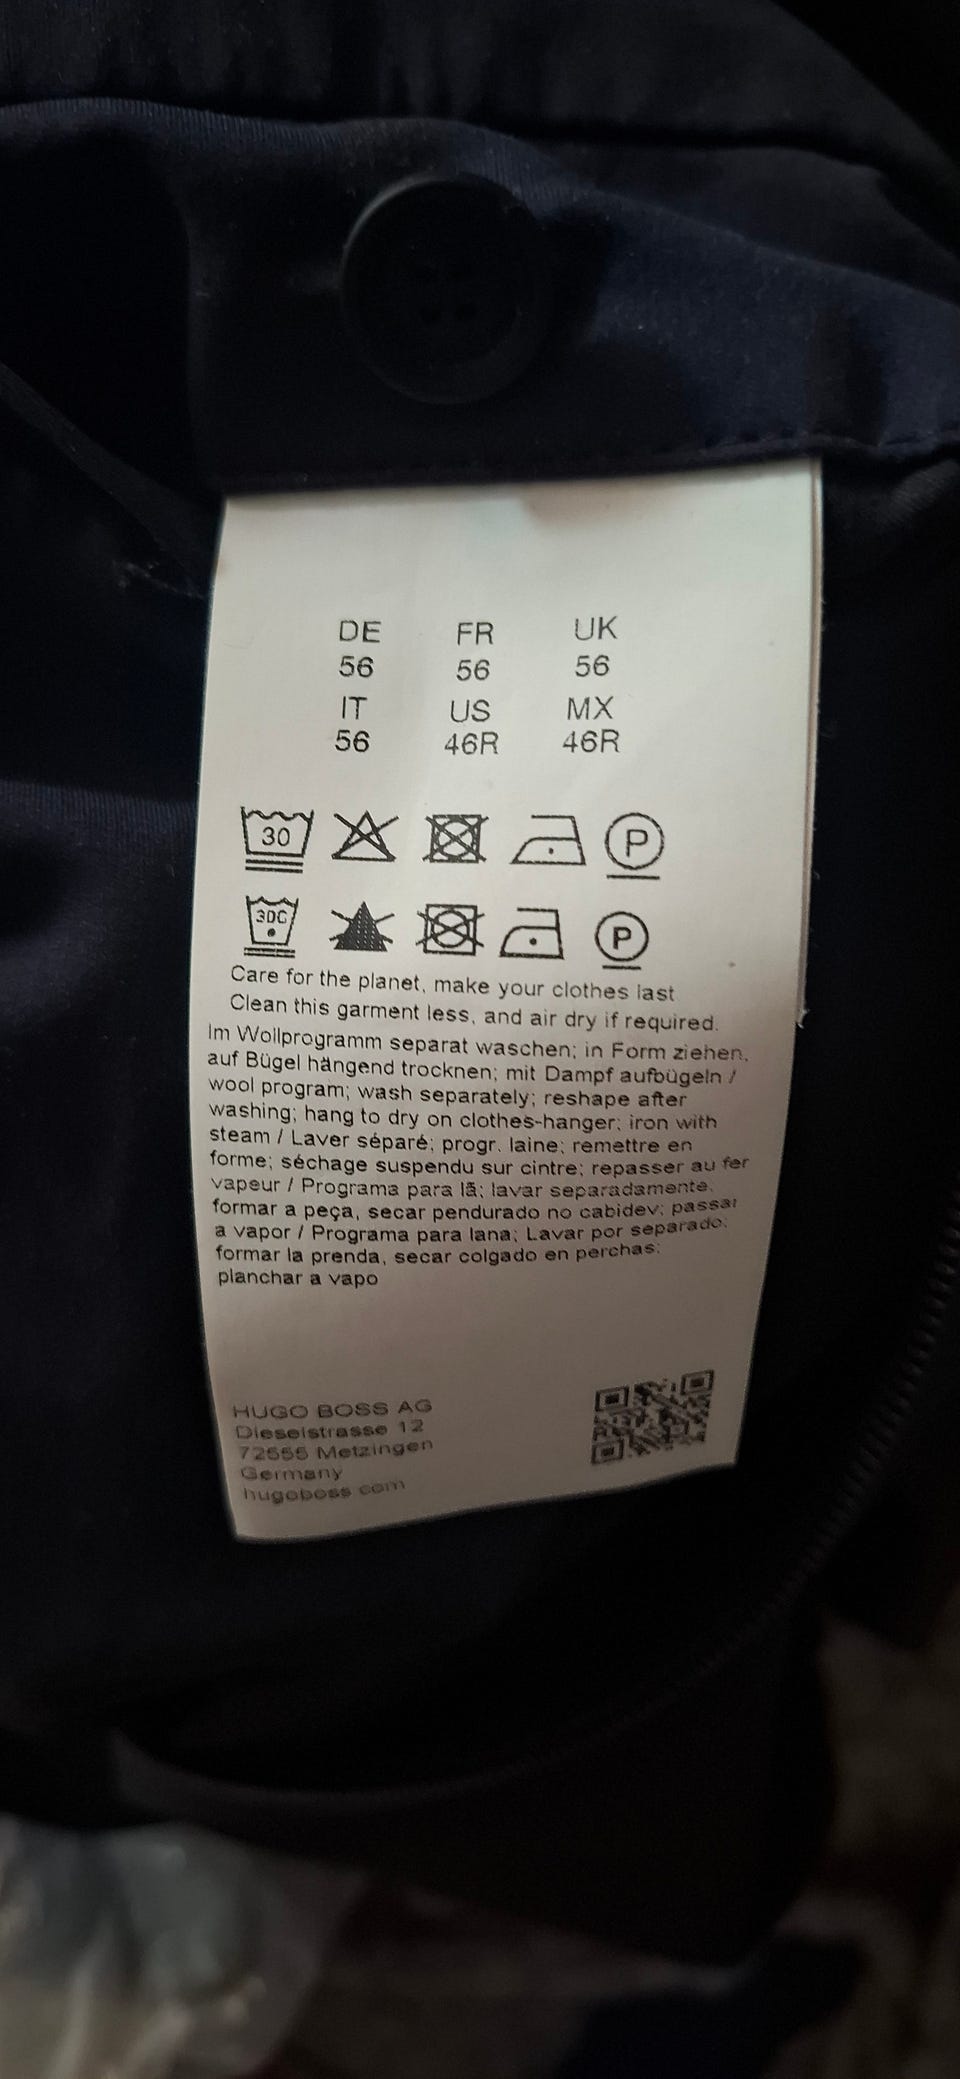 DE FR UK
56 56 56
IT US MX
56 46R 46R
30 P
30C P
Care for the planet, make your clothes last
Clean this garment less, and air dry if required.
Im Wollprogramm separat waschen; in Form ziehen,
auf Bügel hängend trocknen; mit Dampf aufbügeln /
wool program; wash separately; reshape after
washing; hang to dry on clothes-hanger; iron with
steam / Laver séparé; progr. laine; remettre en
forme; séchage suspendu sur cintre; repasser au fer
vapeur / Programa para lã; lavar separadamente,
formar a peça, secar pendurado no cabidev; passar
a vapor / Programa para lana; Lavar por separado;
formar la prenda, secar colgado en perchas;
planchar a vapo
HUGO BOSS AG
Dieselstrasse 12
72555 Metzingen
Germany
hugoboss.com